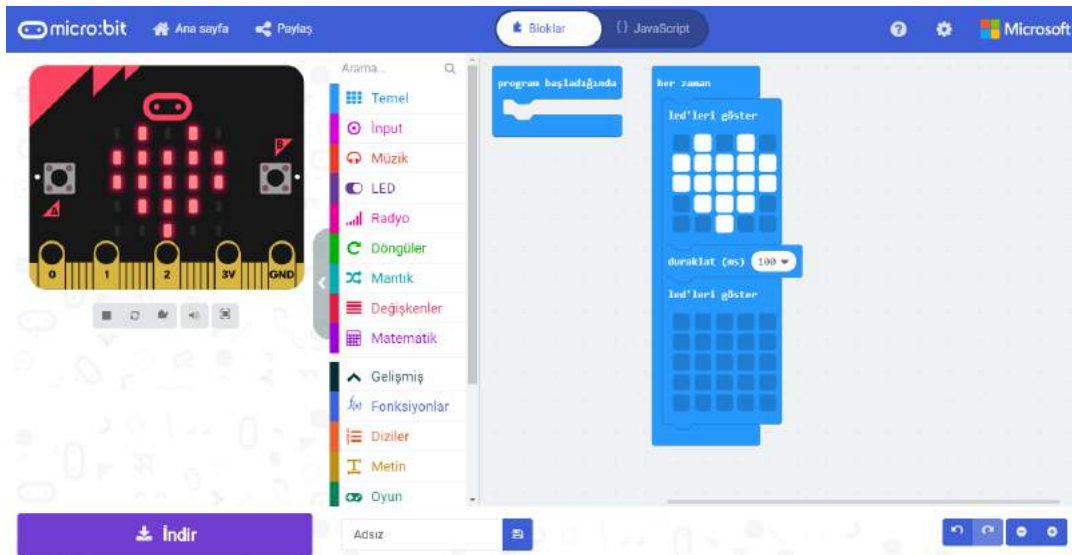 micro:bit Ana sayfa Paylaş Bloklar {} JavaScript ? Microsoft
Arama...
Temel
İnput
Müzik
LED
Radyo
Döngüler
Mantık
Değişkenler
Matematik
Gelişmiş
f(x) Fonksiyonlar
Diziler
Metin
Oyun
B
A
0 1 2 3V GND
program başladığında
her zaman
led'leri göster
duraklat (ms) 100
led'leri göster
İndir
Adsız